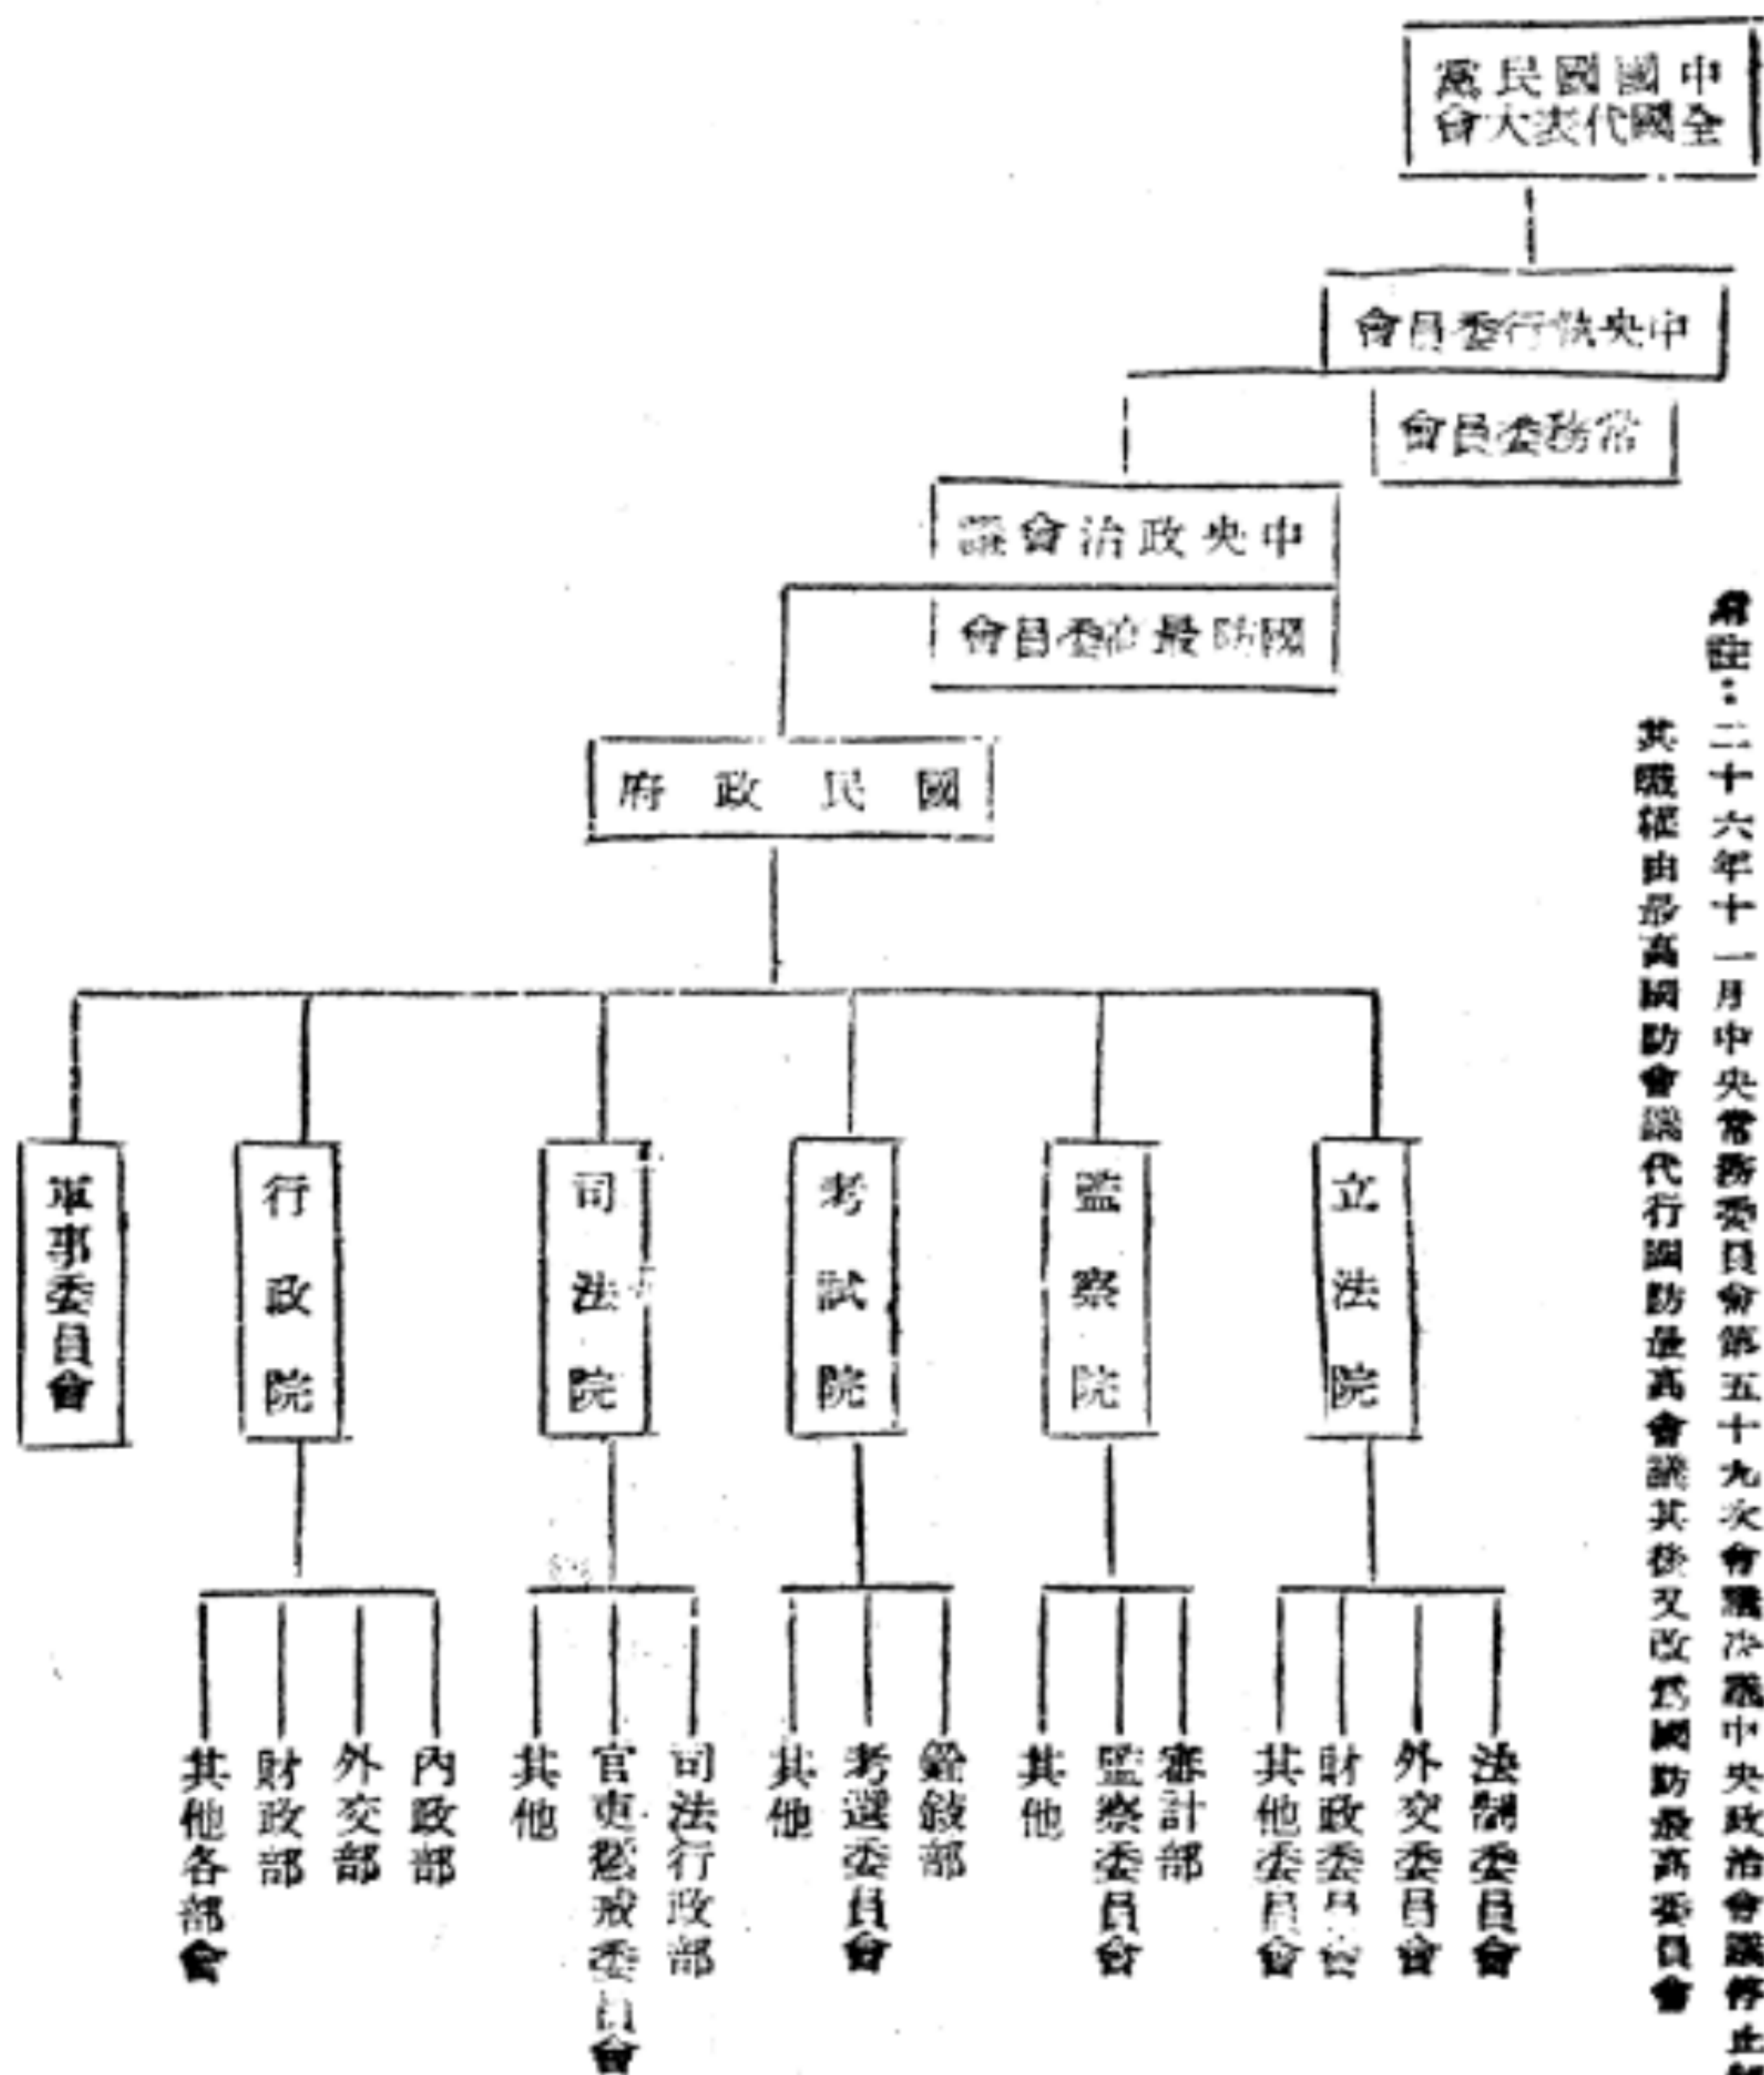 中國國民黨
全國代表大會
中央執行委員會
常務委員會
中央政治會議
國防最高委員會
國民政府
立法院
監察院
考試院
司法院
行政院
軍事委員會
法制委員會
外交委員會
財政委員會
其他委員會
審計部
監察委員會
其他
銓敍部
考選委員會
其他
司法行政部
官吏懲戒委員會
其他
內政部
外交部
財政部
其他各部會
註：二十六年十一月中央常務委員會第五十九次會議決議中央政治會議停止
其職權由最高國防會議代行國防最高會議其後又改爲國防最高委員會